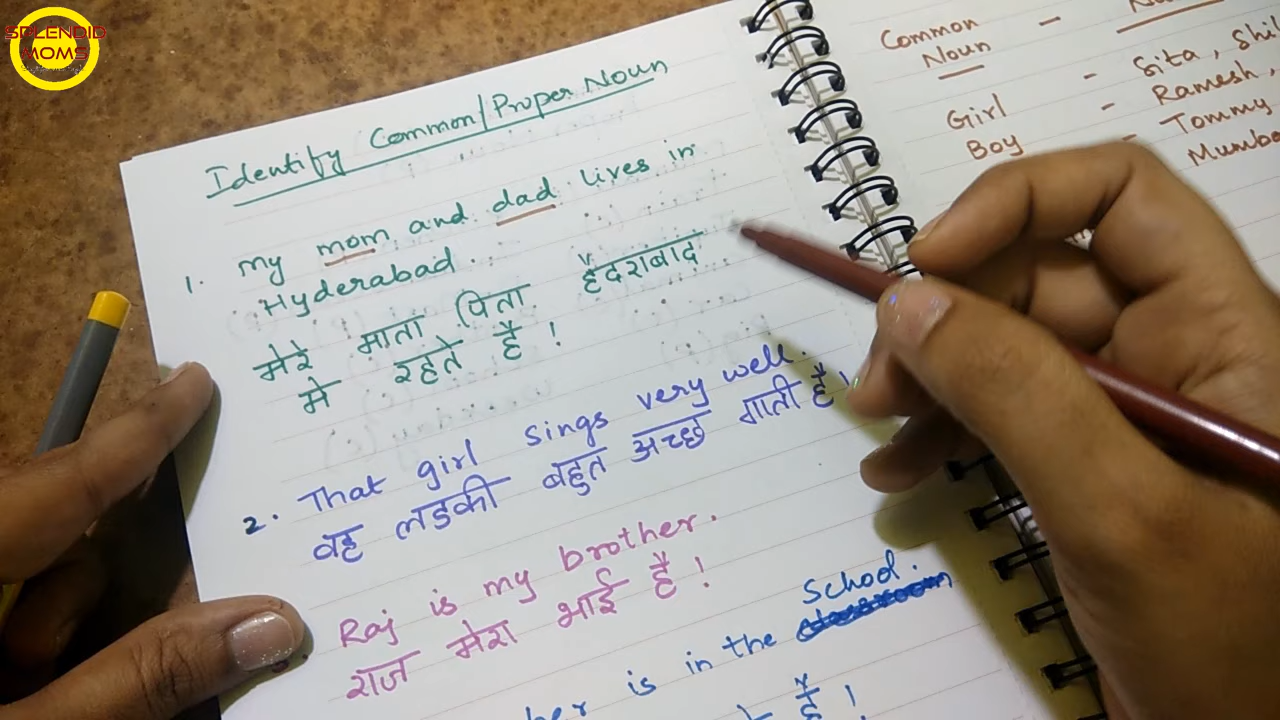 SPLENDID
MOMS
Identify Common/Proper Noun
1. My mom and dad lives in
Hyderabad.
मेरे माता पिता हैदराबाद
मे रहते है !
2. That girl sings very well.
वह लडकी बहुत अच्छे गाती है !
Raj is my brother.
राज मेरा भाई है !
is in the School.
है !
Common -
Noun
Girl - Sita,
Boy - Ramesh,
- Tommy